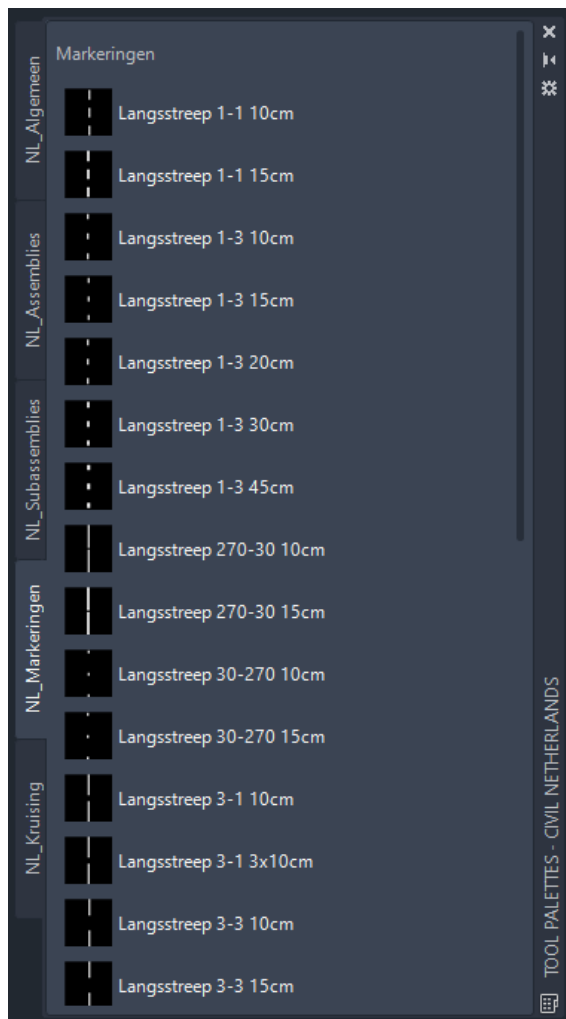 Markeringen
Langsstreep 1-1 10cm
Langsstreep 1-1 15cm
Langsstreep 1-3 10cm
Langsstreep 1-3 15cm
Langsstreep 1-3 20cm
Langsstreep 1-3 30cm
Langsstreep 1-3 45cm
Langsstreep 270-30 10cm
Langsstreep 270-30 15cm
Langsstreep 30-270 10cm
Langsstreep 30-270 15cm
Langsstreep 3-1 10cm
Langsstreep 3-1 3x10cm
Langsstreep 3-3 10cm
Langsstreep 3-3 15cm
NL_Algemeen
NL_Assemblies
NL_Subassemblies
NL_Markeringen
NL_Kruising
TOOL PALETTES - CIVIL NETHERLANDS